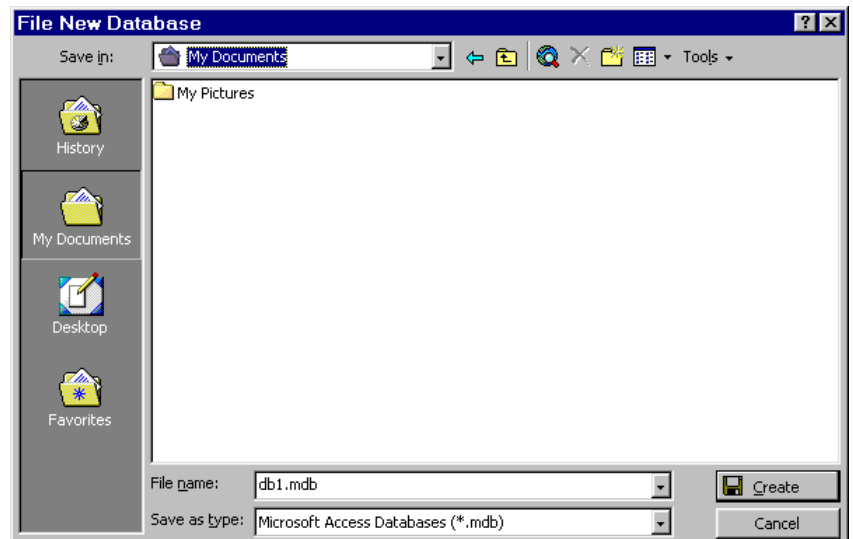 File New Database
Save in: My Documents Tools
My Pictures
History
My Documents
Desktop
Favorites
File name: db1.mdb Create
Save as type: Microsoft Access Databases (*.mdb) Cancel